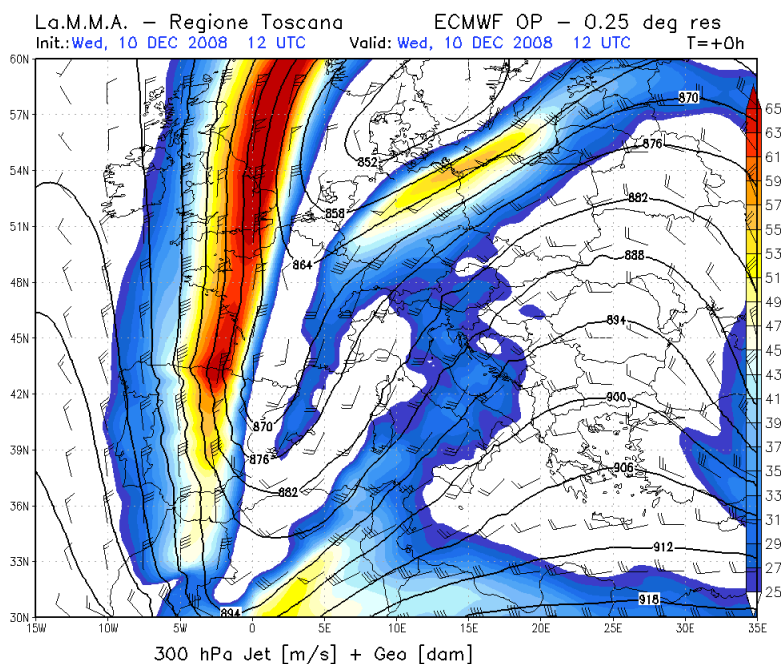 La.M.M.A. - Regione Toscana ECMWF OP - 0.25 deg res
Init.:Wed, 10 DEC 2008 12 UTC Valid: Wed, 10 DEC 2008 12 UTC T=+0h
60N
57N
54N
51N
48N
45N
42N
39N
36N
33N
30N
15W 10W 5W 0 5E 10E 15E 20E 25E 30E 35E
852
858
864
870
876
882
870
876
882
888
894
900
906
912
918
894
65
63
61
59
57
55
53
51
49
47
45
43
41
39
37
35
33
31
29
27
25
300 hPa Jet [m/s] + Geo [dam]